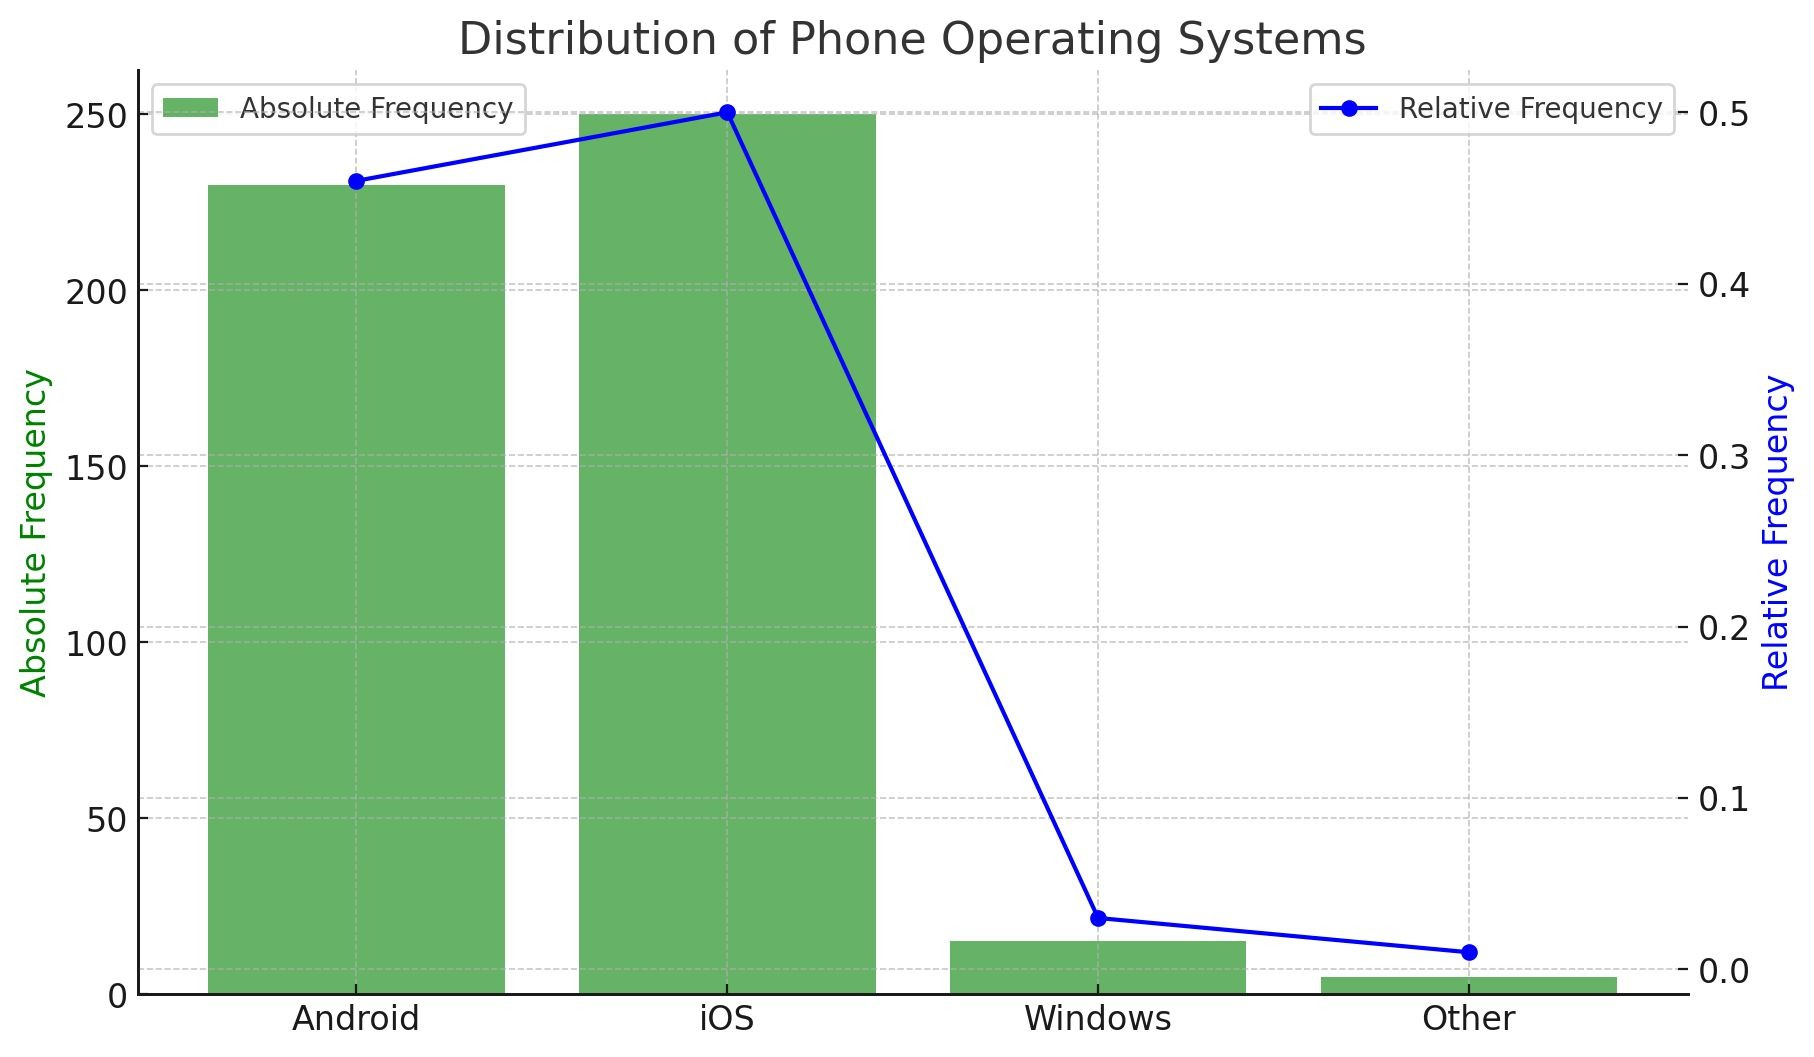 Distribution of Phone Operating Systems
Absolute Frequency
Relative Frequency
250
200
150
100
50
0
Absolute Frequency
0.5
0.4
0.3
0.2
0.1
0.0
Relative Frequency
Android
iOS
Windows
Other